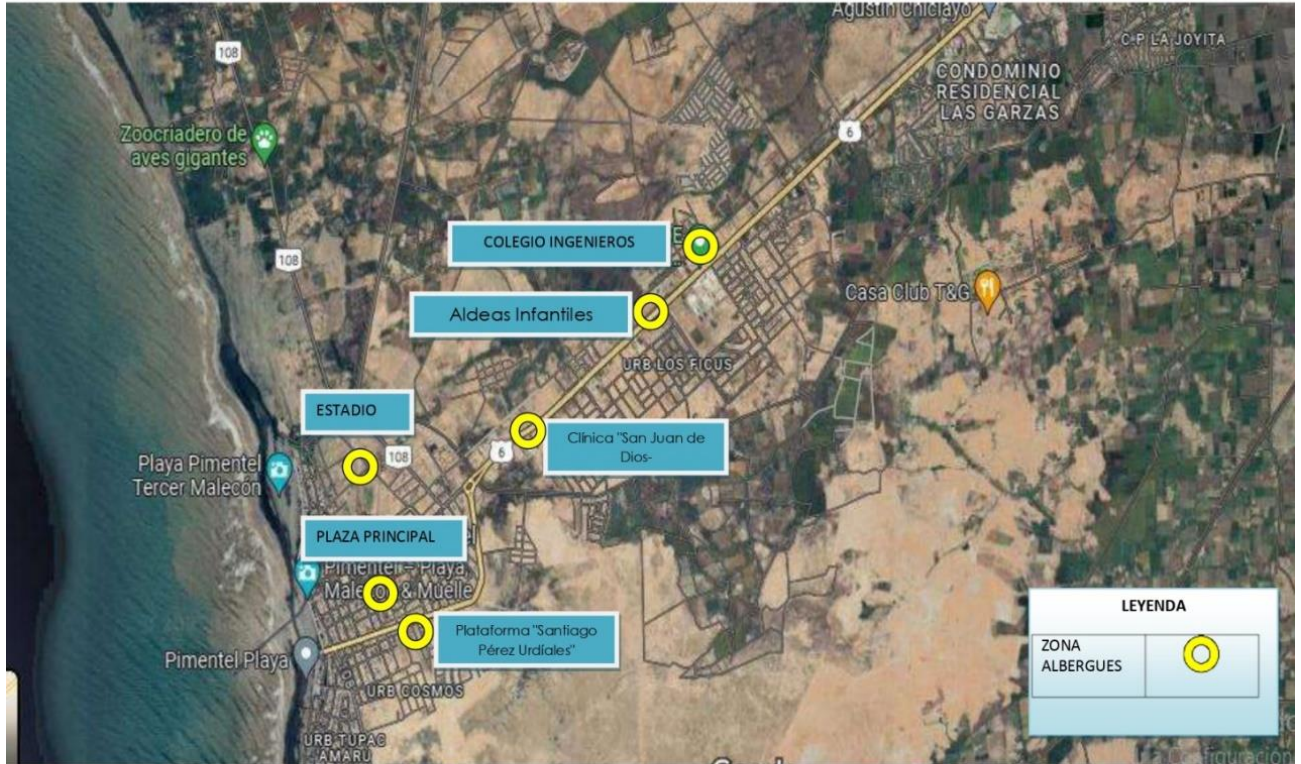 Agustín Chiclayo
C.P LA JOYITA
108
CONDOMINIO
RESIDENCIAL
LAS GARZAS
Zoocriadero de
aves gigantes
6
COLEGIO INGENIEROS
E
108
Casa Club T&G
Aldeas Infantiles
URB LOS FICUS
ESTADIO
Clínica "San Juan de
Dios-
108
6
Playa Pimentel
Tercer Malecón
PLAZA PRINCIPAL
Pimentel – Playa,
& Muelle
LEYENDA
ZONA
ALBERGUES
Plataforma "Santiago
Pérez Urdiales"
Pimentel Playa
URB COSMOS
URB TUPAC
AMARU
Configuración